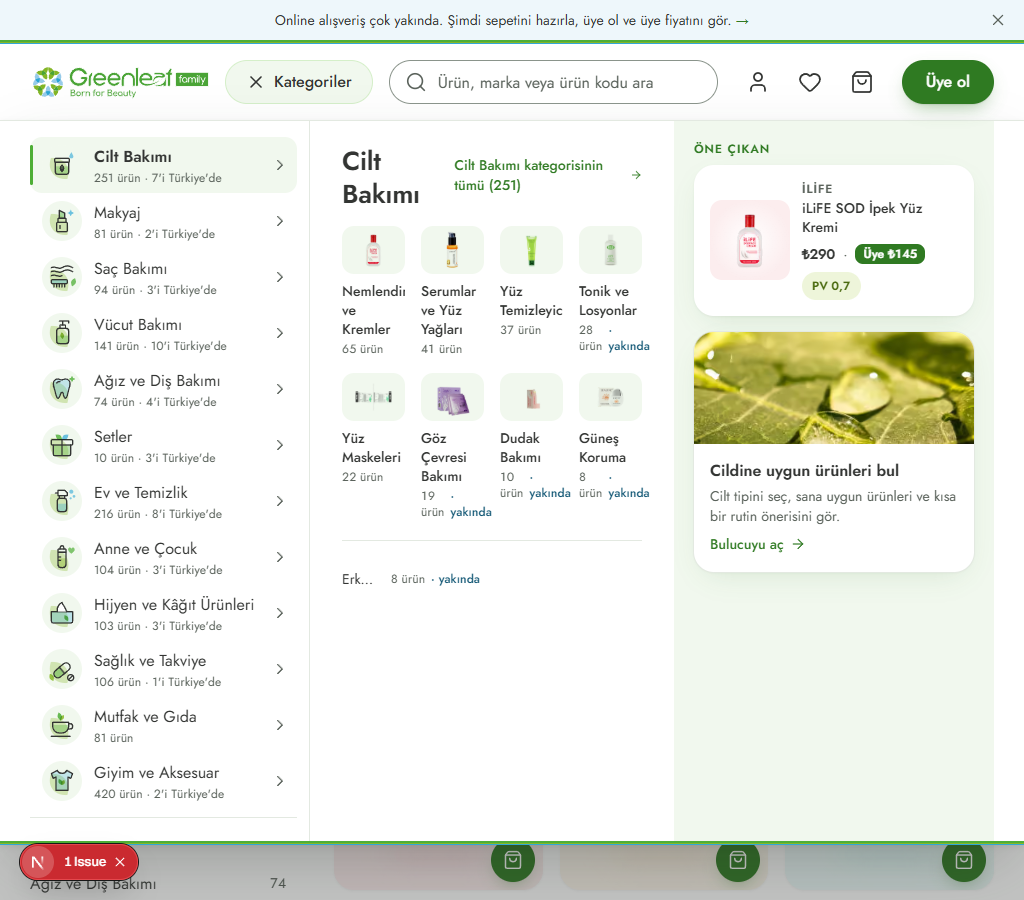 Online alışveriş çok yakında. Şimdi sepetini hazırla, üye ol ve üye fiyatını gör. →
Greenleaf family
Born for Beauty
Kategoriler
Ürün, marka veya ürün kodu ara
Üye ol
Cilt Bakımı
251 ürün · 7'i Türkiye'de
Makyaj
81 ürün · 2'i Türkiye'de
Saç Bakımı
94 ürün · 3'i Türkiye'de
Vücut Bakımı
141 ürün · 10'i Türkiye'de
Ağız ve Diş Bakımı
74 ürün · 4'i Türkiye'de
Setler
10 ürün · 3'i Türkiye'de
Ev ve Temizlik
216 ürün · 8'i Türkiye'de
Anne ve Çocuk
104 ürün · 3'i Türkiye'de
Hijyen ve Kâğıt Ürünleri
103 ürün · 3'i Türkiye'de
Sağlık ve Takviye
106 ürün · 1'i Türkiye'de
Mutfak ve Gıda
81 ürün
Giyim ve Aksesuar
420 ürün · 2'i Türkiye'de
Cilt
Bakımı
Cilt Bakımı kategorisinin
tümü (251)
Nemlendir
ve
Kremler
65 ürün
Serumlar
ve Yüz
Yağları
41 ürün
Yüz
Temizleyic
37 ürün
Tonik ve
Losyonlar
28 ·
ürün yakında
Yüz
Maskeleri
22 ürün
Göz
Çevresi
Bakımı
19 ·
ürün yakında
Dudak
Bakımı
10 ·
ürün yakında
Güneş
Koruma
8 ·
ürün yakında
Erk... 8 ürün · yakında
ÖNE ÇIKAN
İLİFE
iLiFE SOD İpek Yüz
Kremi
₺290 · Üye ₺145
PV 0,7
Cildine uygun ürünleri bul
Cilt tipini seç, sana uygun ürünleri ve kısa
bir rutin önerisini gör.
Bulucuyu aç →
N 1 Issue
Ağız ve Diş Bakımı 74